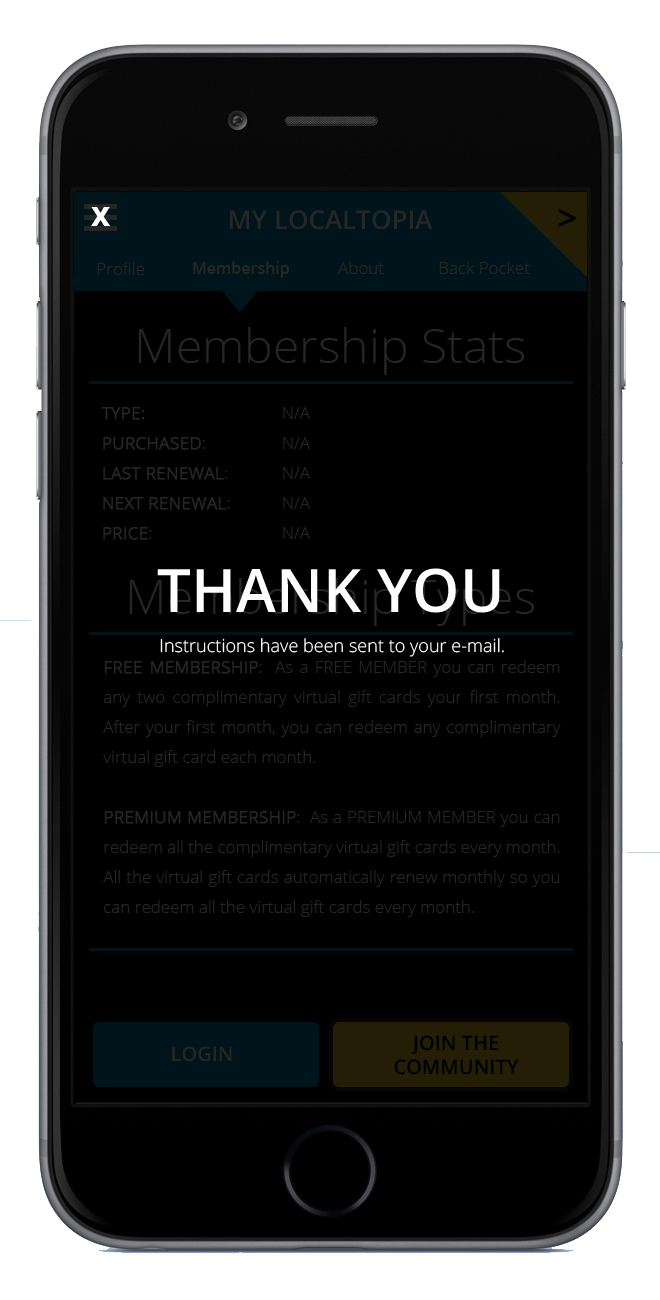 X
MY LOCALTOPIA
>
Profile Membership About Back Pocket
Membership Stats
TYPE: N/A
PURCHASED: N/A
LAST RENEWAL: N/A
NEXT RENEWAL: N/A
PRICE: N/A
Membership Types
THANK YOU
Instructions have been sent to your e-mail.
FREE MEMBERSHIP: As a FREE MEMBER you can redeem
any two complimentary virtual gift cards your first month.
After your first month, you can redeem any complimentary
virtual gift card each month.
PREMIUM MEMBERSHIP: As a PREMIUM MEMBER you can
redeem all the complimentary virtual gift cards every month.
All the virtual gift cards automatically renew monthly so you
can redeem all the virtual gift cards every month.
LOGIN
JOIN THE
COMMUNITY